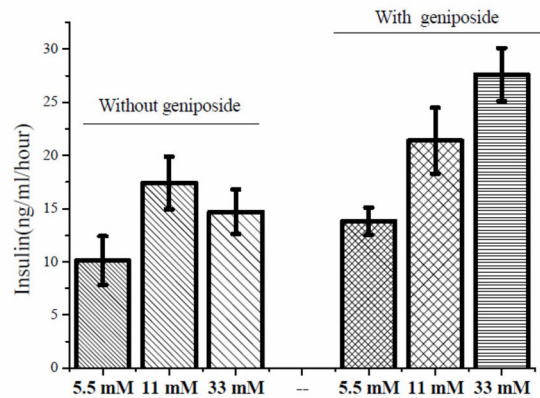 With geniposide
Without geniposide
Insulin(ng/ml/hour)
30
25
20
15
10
5
0
5.5 mM 11 mM 33 mM -- 5.5 mM 11 mM 33 mM